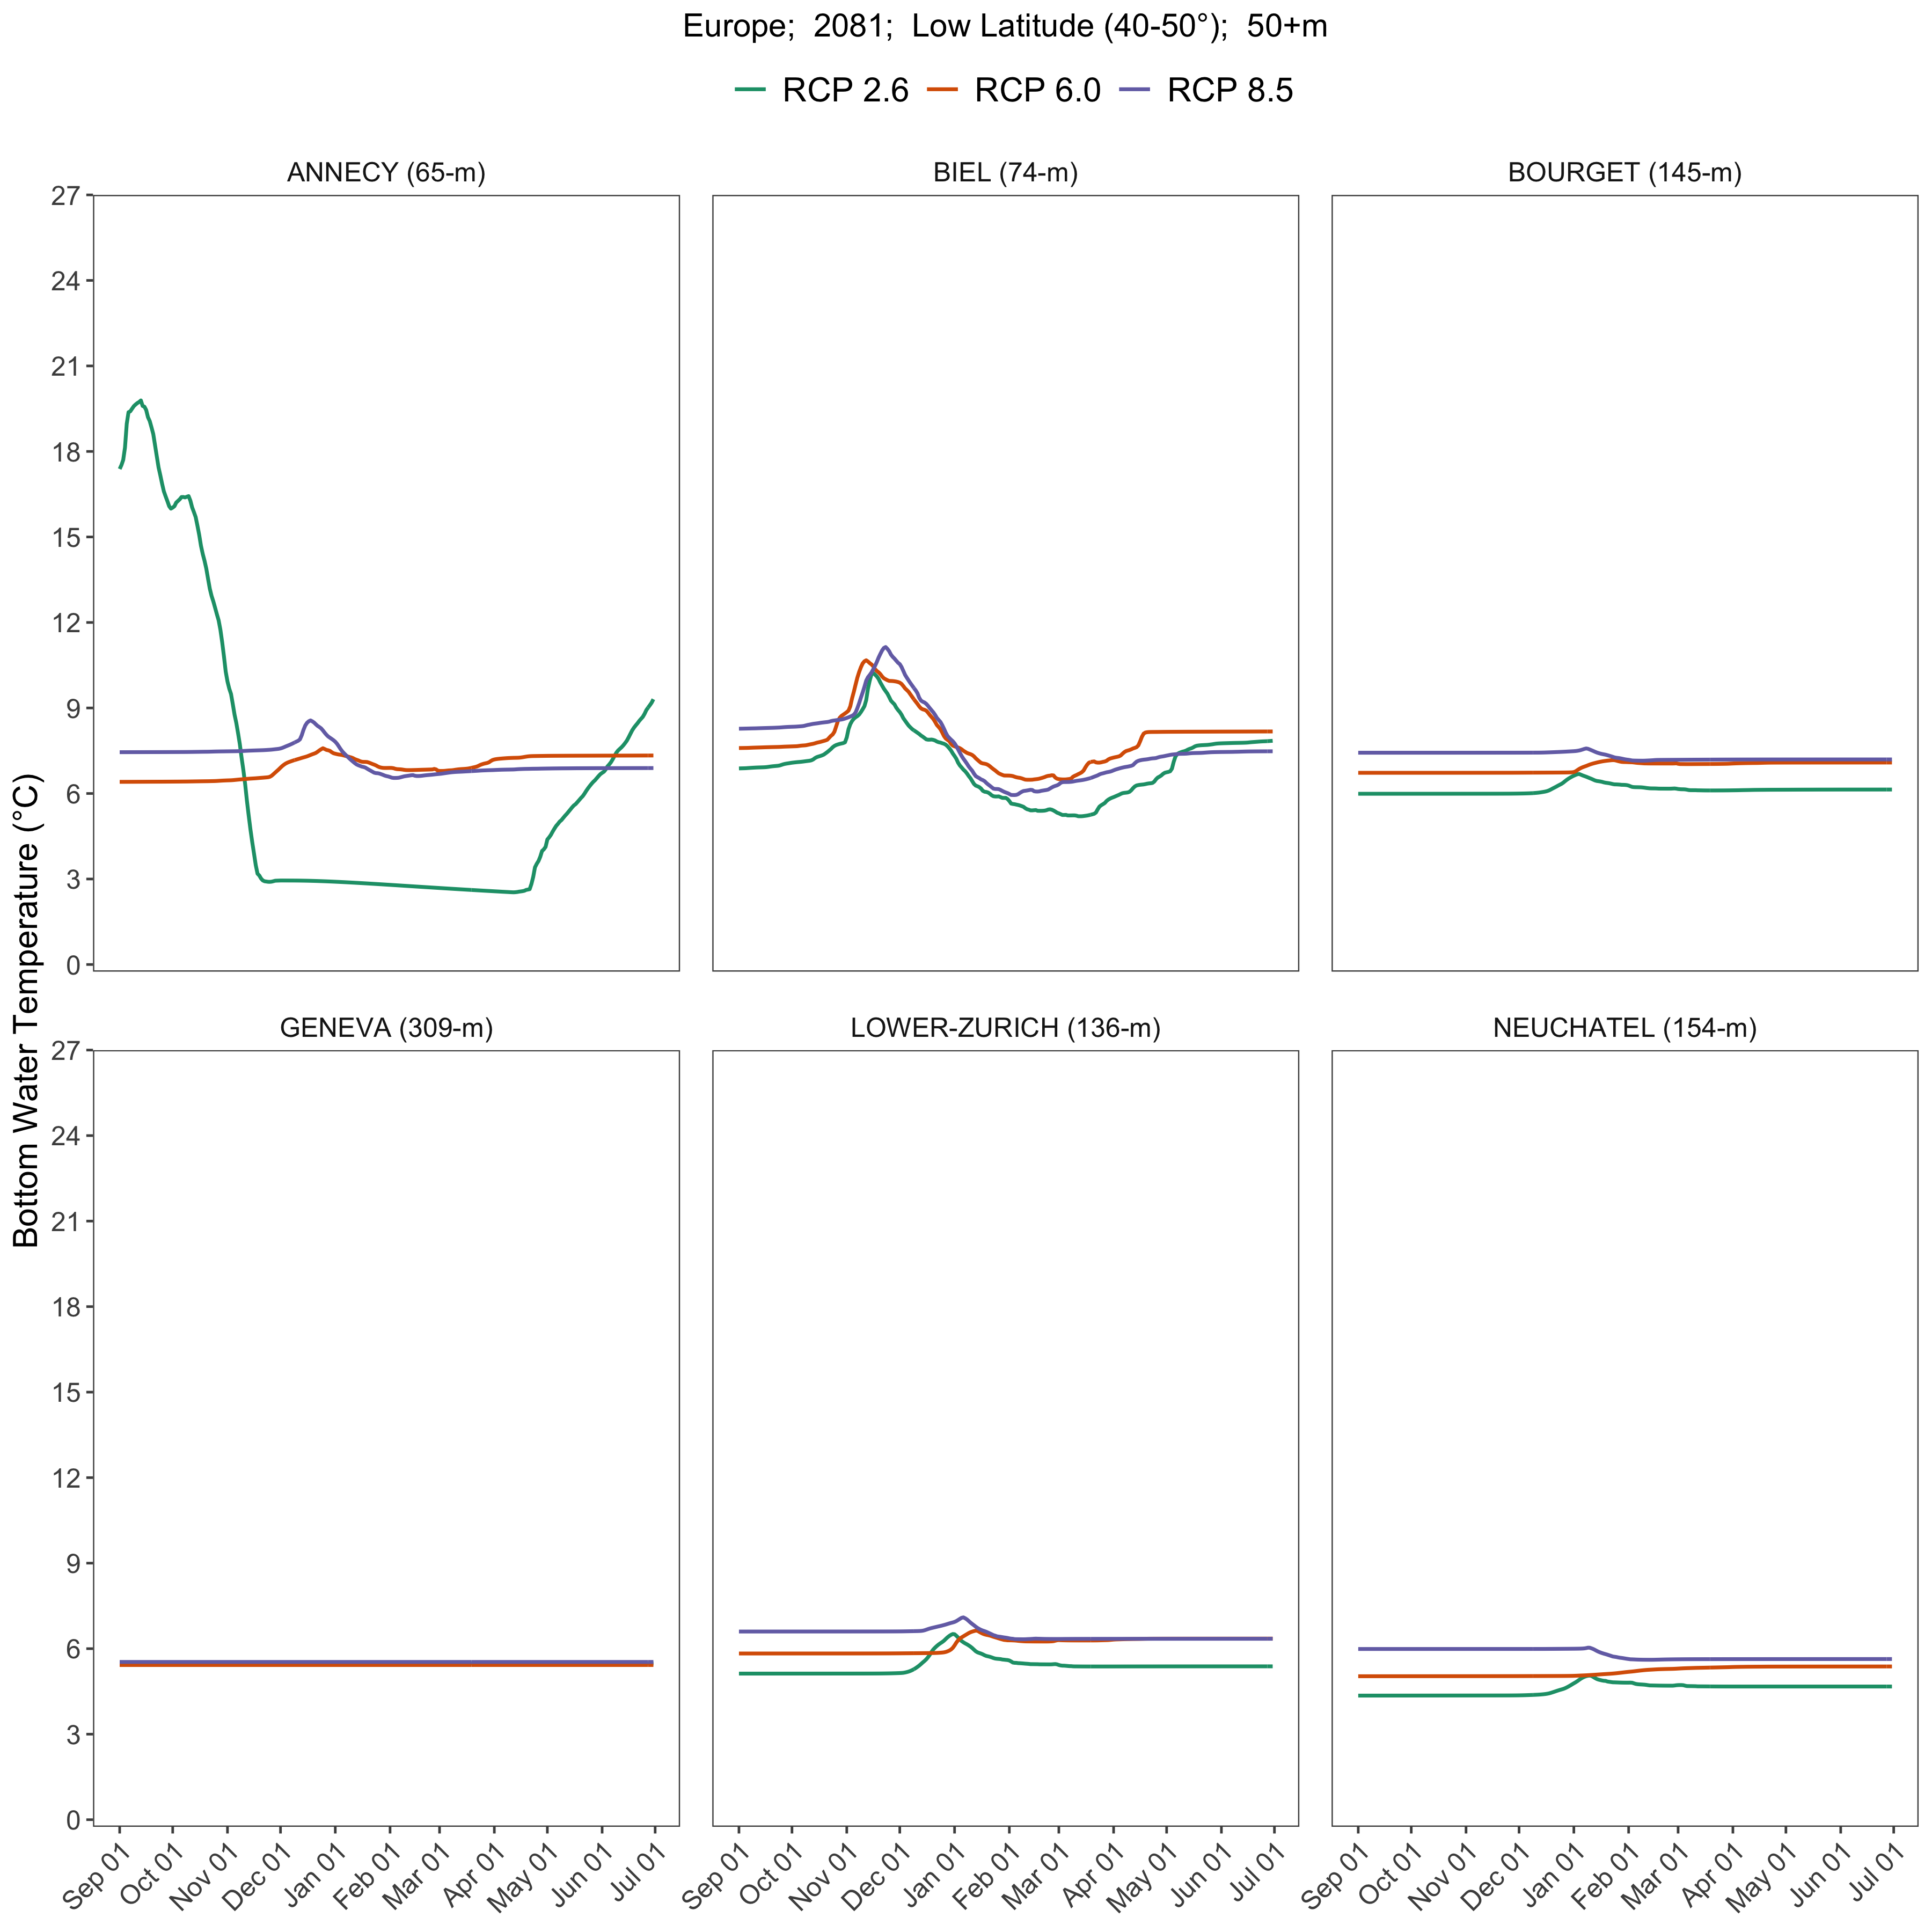 Europe;  2081;  Low Latitude (40-50°);  50+m
RCP 2.6 RCP 6.0 RCP 8.5
ANNECY (65-m) BIEL (74-m) BOURGET (145-m)
27
24
21
18
15
12
9
6
3
0
Bottom Water Temperature (°C)
GENEVA (309-m) LOWER-ZURICH (136-m) NEUCHATEL (154-m)
27
24
21
18
15
12
9
6
3
0
Sep 01 Oct 01 Nov 01 Dec 01 Jan 01 Feb 01 Mar 01 Apr 01 May 01 Jun 01 Jul 01
Sep 01 Oct 01 Nov 01 Dec 01 Jan 01 Feb 01 Mar 01 Apr 01 May 01 Jun 01 Jul 01
Sep 01 Oct 01 Nov 01 Dec 01 Jan 01 Feb 01 Mar 01 Apr 01 May 01 Jun 01 Jul 01